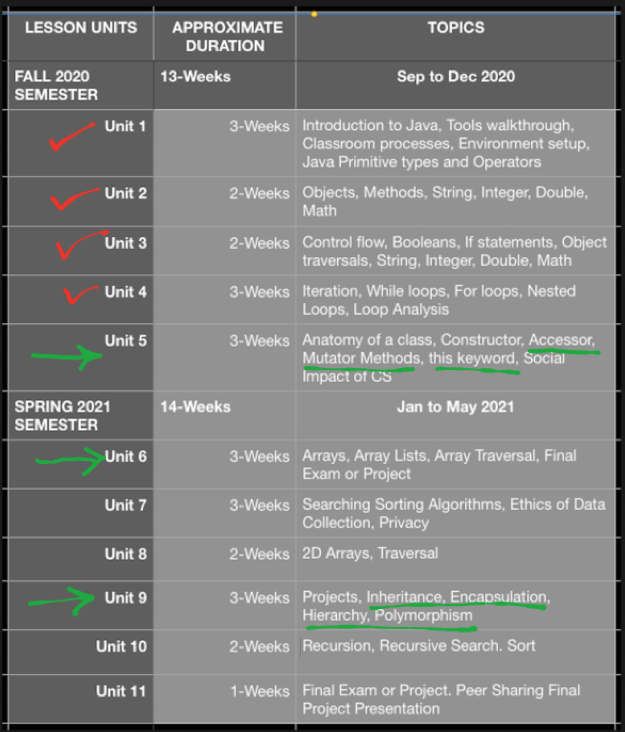 LESSON UNITS APPROXIMATE DURATION TOPICS
FALL 2020 SEMESTER 13-Weeks Sep to Dec 2020
Unit 1 3-Weeks Introduction to Java, Tools walkthrough,
Classroom processes, Environment setup,
Java Primitive types and Operators
Unit 2 2-Weeks Objects, Methods, String, Integer, Double,
Math
Unit 3 2-Weeks Control flow, Booleans, If statements, Object
traversals, String, Integer, Double, Math
Unit 4 3-Weeks Iteration, While loops, For loops, Nested
Loops, Loop Analysis
Unit 5 3-Weeks Anatomy of a class, Constructor, Accessor,
Mutator Methods, this keyword, Social
Impact of CS
SPRING 2021 SEMESTER 14-Weeks Jan to May 2021
Unit 6 3-Weeks Arrays, Array Lists, Array Traversal, Final
Exam or Project
Unit 7 3-Weeks Searching Sorting Algorithms, Ethics of Data
Collection, Privacy
Unit 8 2-Weeks 2D Arrays, Traversal
Unit 9 3-Weeks Projects, Inheritance, Encapsulation,
Hierarchy, Polymorphism
Unit 10 2-Weeks Recursion, Recursive Search. Sort
Unit 11 1-Weeks Final Exam or Project. Peer Sharing Final
Project Presentation